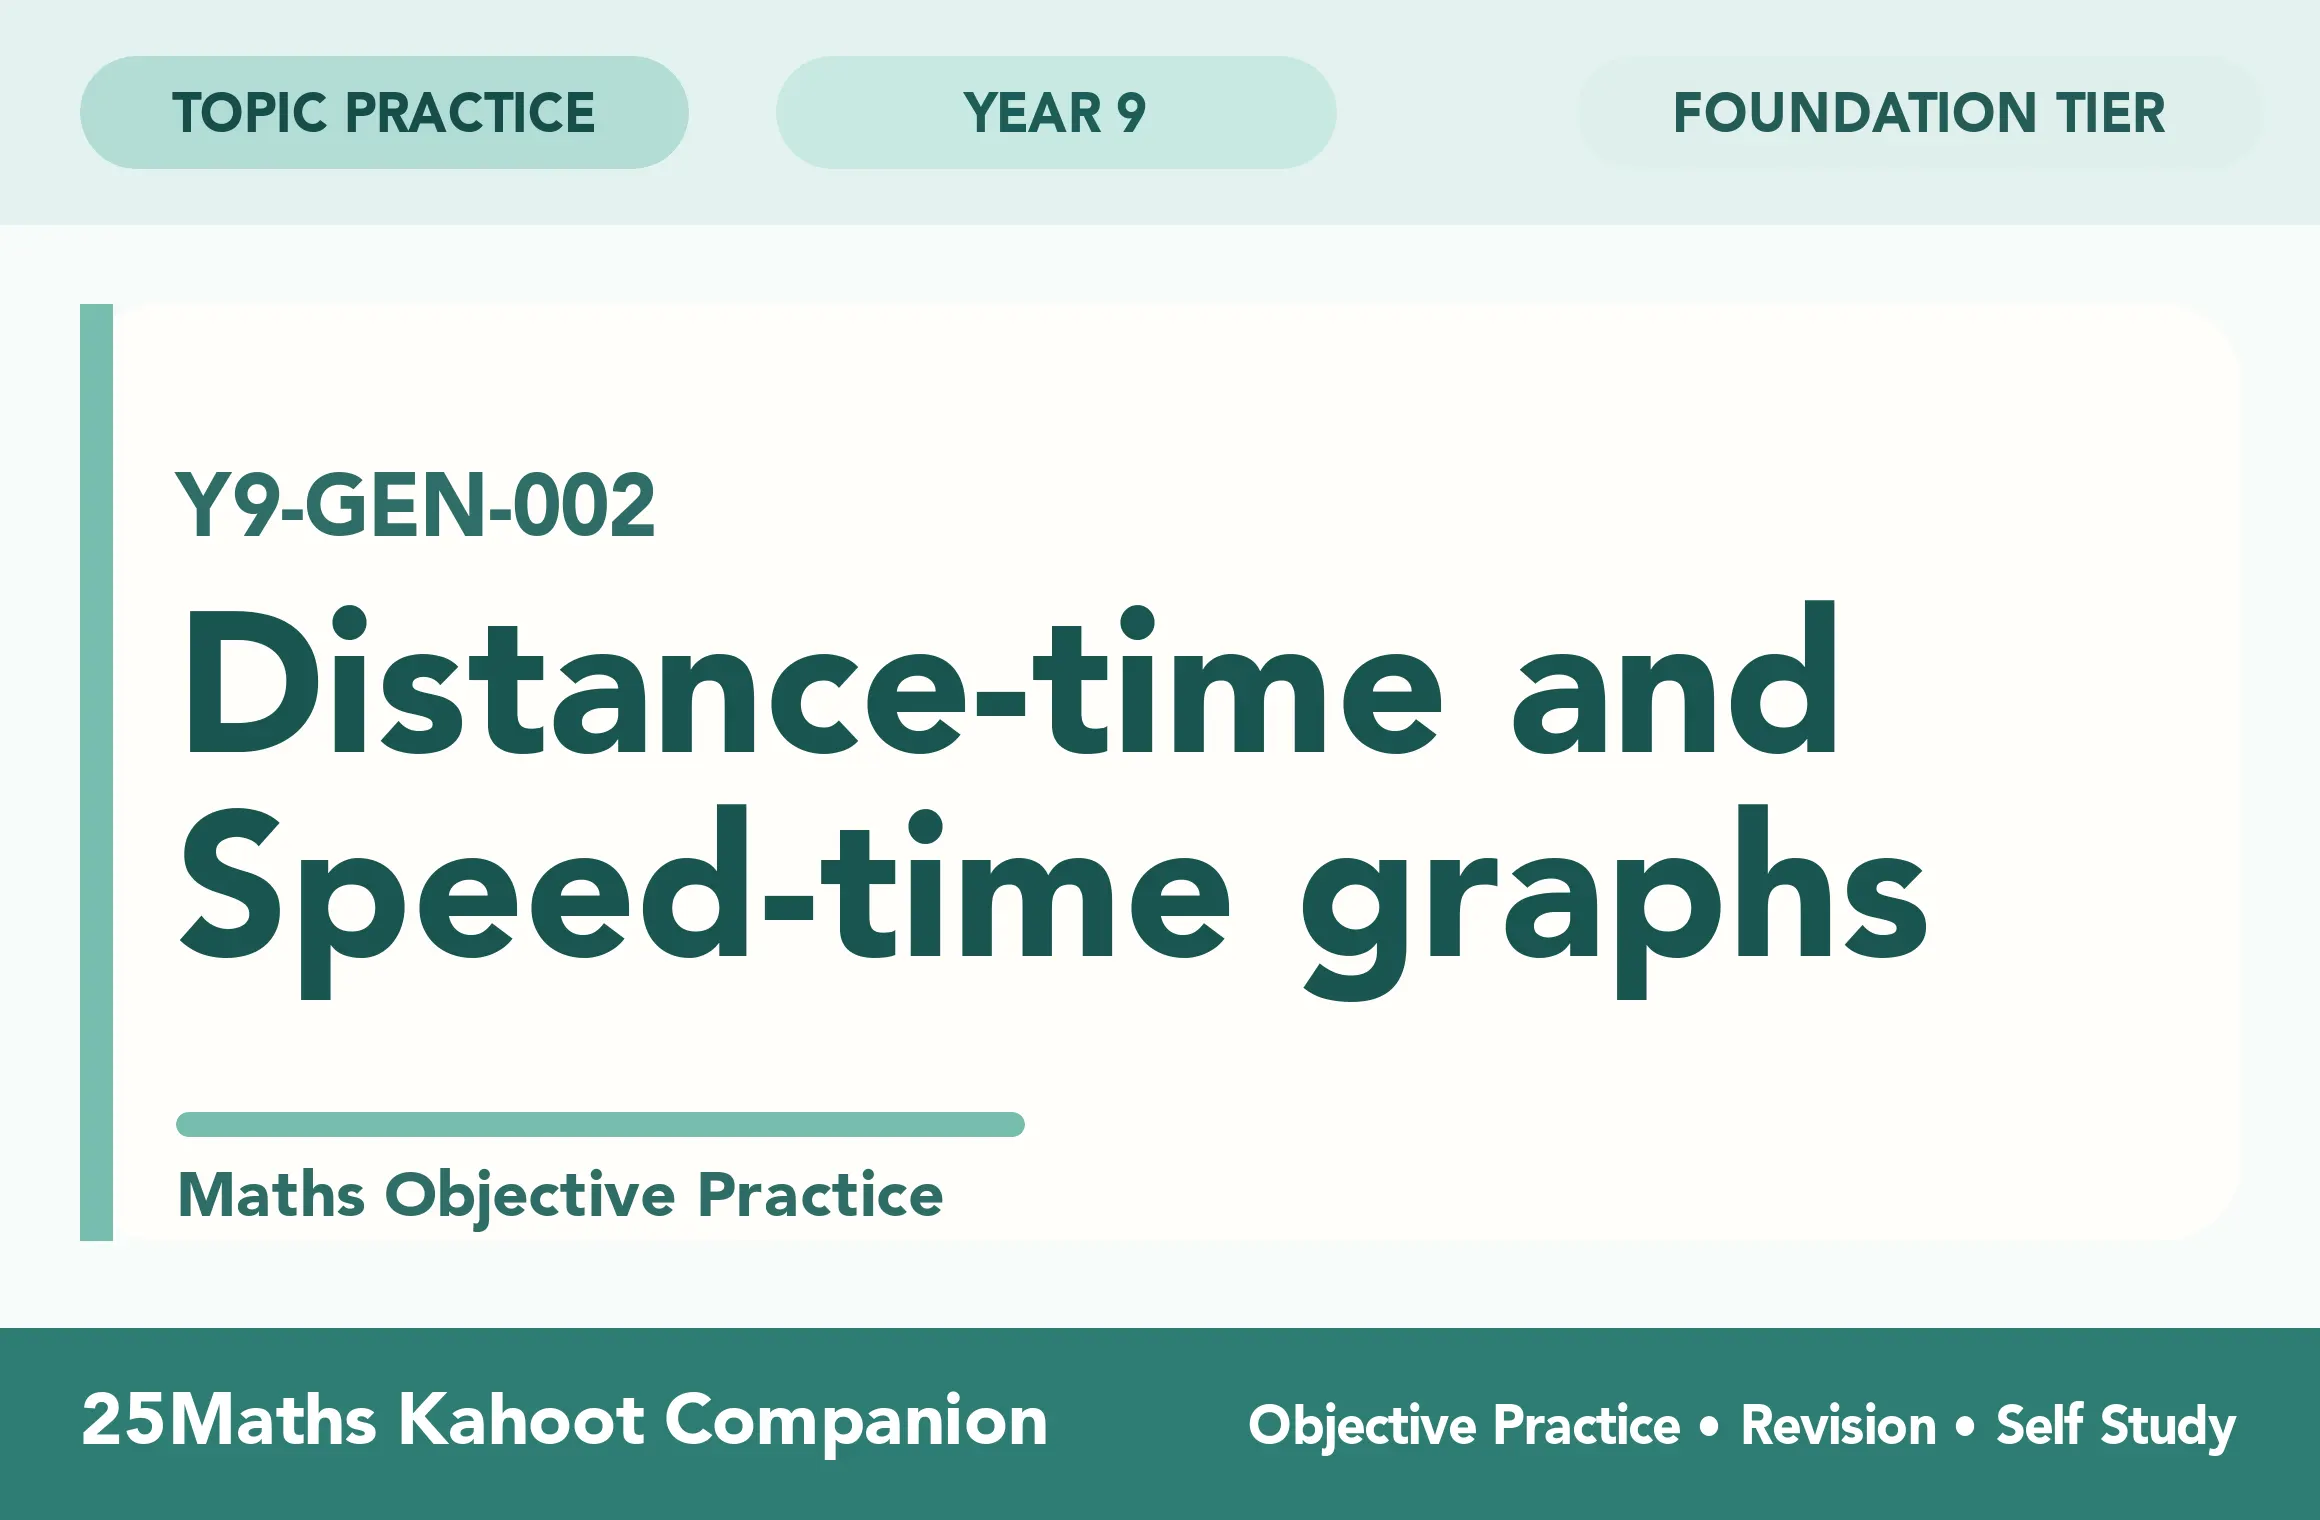 TOPIC PRACTICE
YEAR 9
FOUNDATION TIER
Y9-GEN-002
Distance-time and
Speed-time graphs
Maths Objective Practice
25Maths Kahoot Companion
Objective Practice • Revision • Self Study